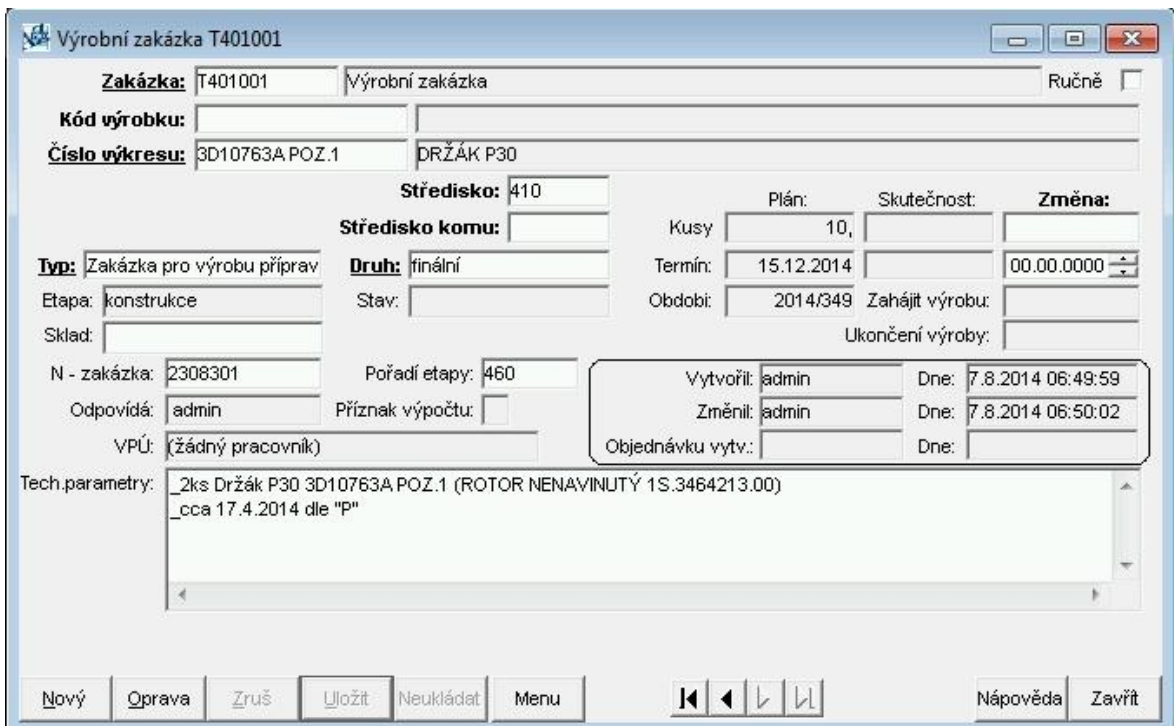 Výrobní zakázka T401001
Zakázka: T401001 Výrobní zakázka Ručně
Kód výrobku:
Číslo výkresu: 3D10763A POZ.1 DRŽÁK P30
Středisko: 410 Plán: Skutečnost: Změna:
Středisko komu: Kusy 10,
Typ: Zakázka pro výrobu příprav Druh: finální Termín: 15.12.2014 00.00.0000
Etapa: konstrukce Stav: Období: 2014/349 Zahájit výrobu:
Sklad: Ukončení výroby:
N - zakázka: 2308301 Pořadí etapy: 460 Vytvořil: admin Dne: 7.8.2014 06:49:59
Odpovídá: admin Příznak výpočtu: Změnil: admin Dne: 7.8.2014 06:50:02
VPÚ: (žádný pracovník) Objednávku vytv.: Dne:
Tech.parametry: _2ks Držák P30 3D10763A POZ.1 (ROTOR NENAVINUTÝ 1S.3464213.00)
_cca 17.4.2014 dle "P"
Nový Oprava Zruš Uložit Neukládat Menu Nápověda Zavřít